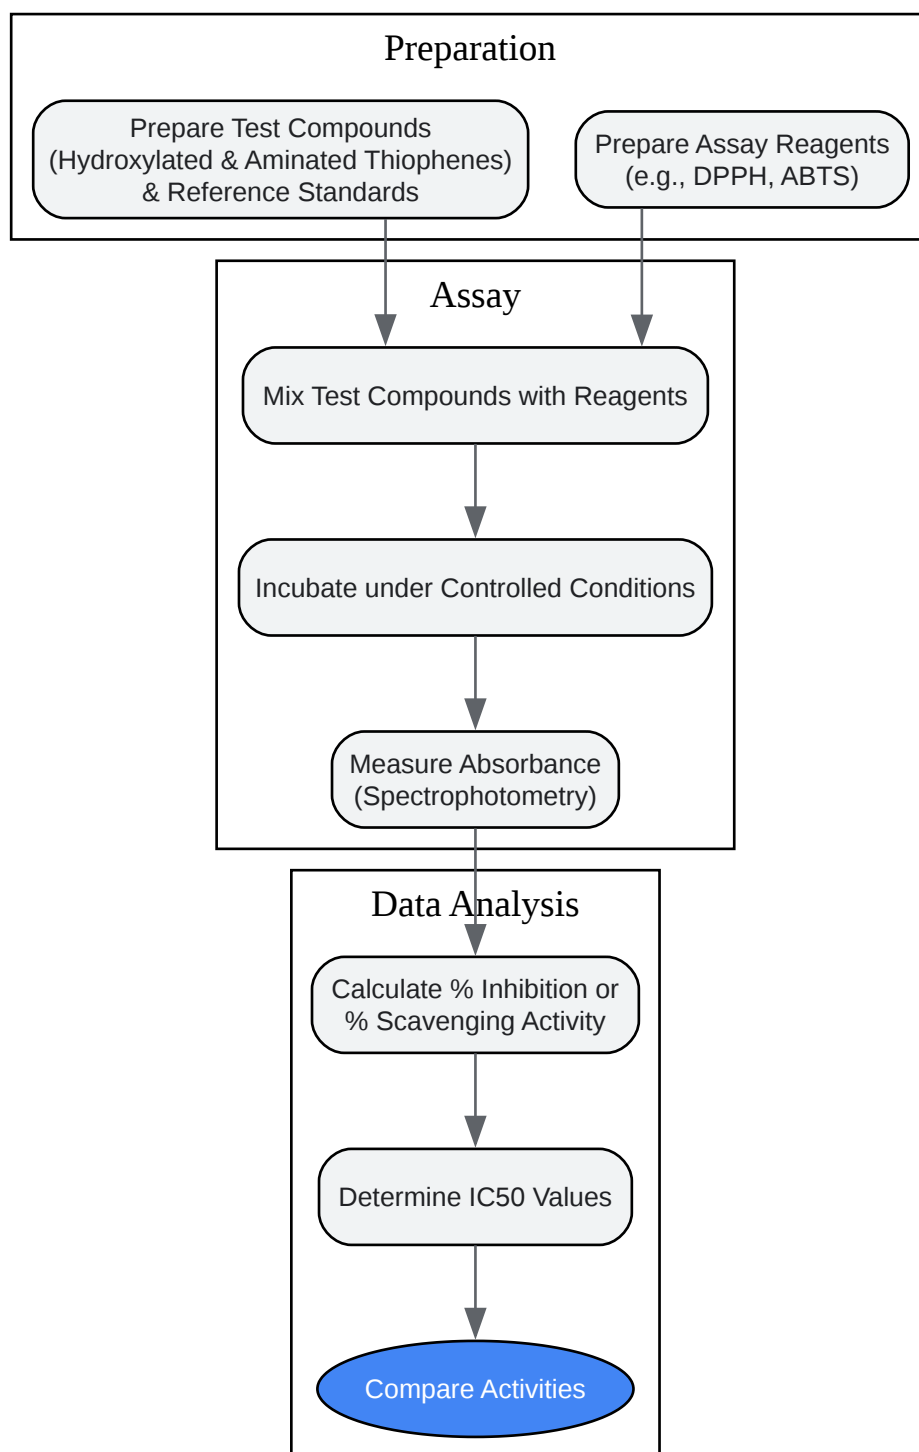 Preparation
Prepare Test Compounds
(Hydroxylated & Aminated Thiophenes)
& Reference Standards
Prepare Assay Reagents
(e.g., DPPH, ABTS)
Assay
Mix Test Compounds with Reagents
Incubate under Controlled Conditions
Measure Absorbance
(Spectrophotometry)
Data Analysis
Calculate % Inhibition or
% Scavenging Activity
Determine IC50 Values
Compare Activities